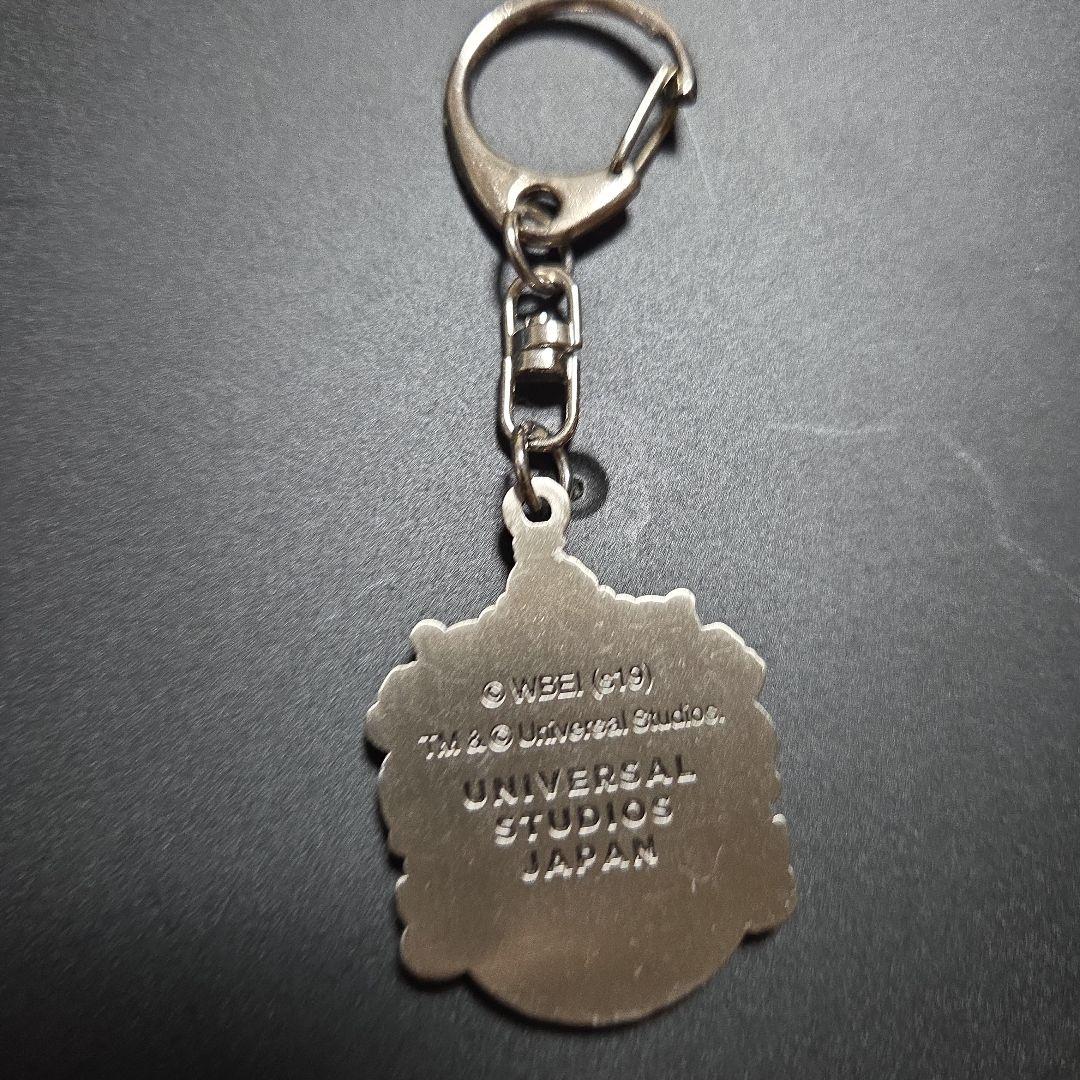 © WBEI. (s19)
TM & © Universal Studios.
UNIVERSAL
STUDIOS
JAPAN